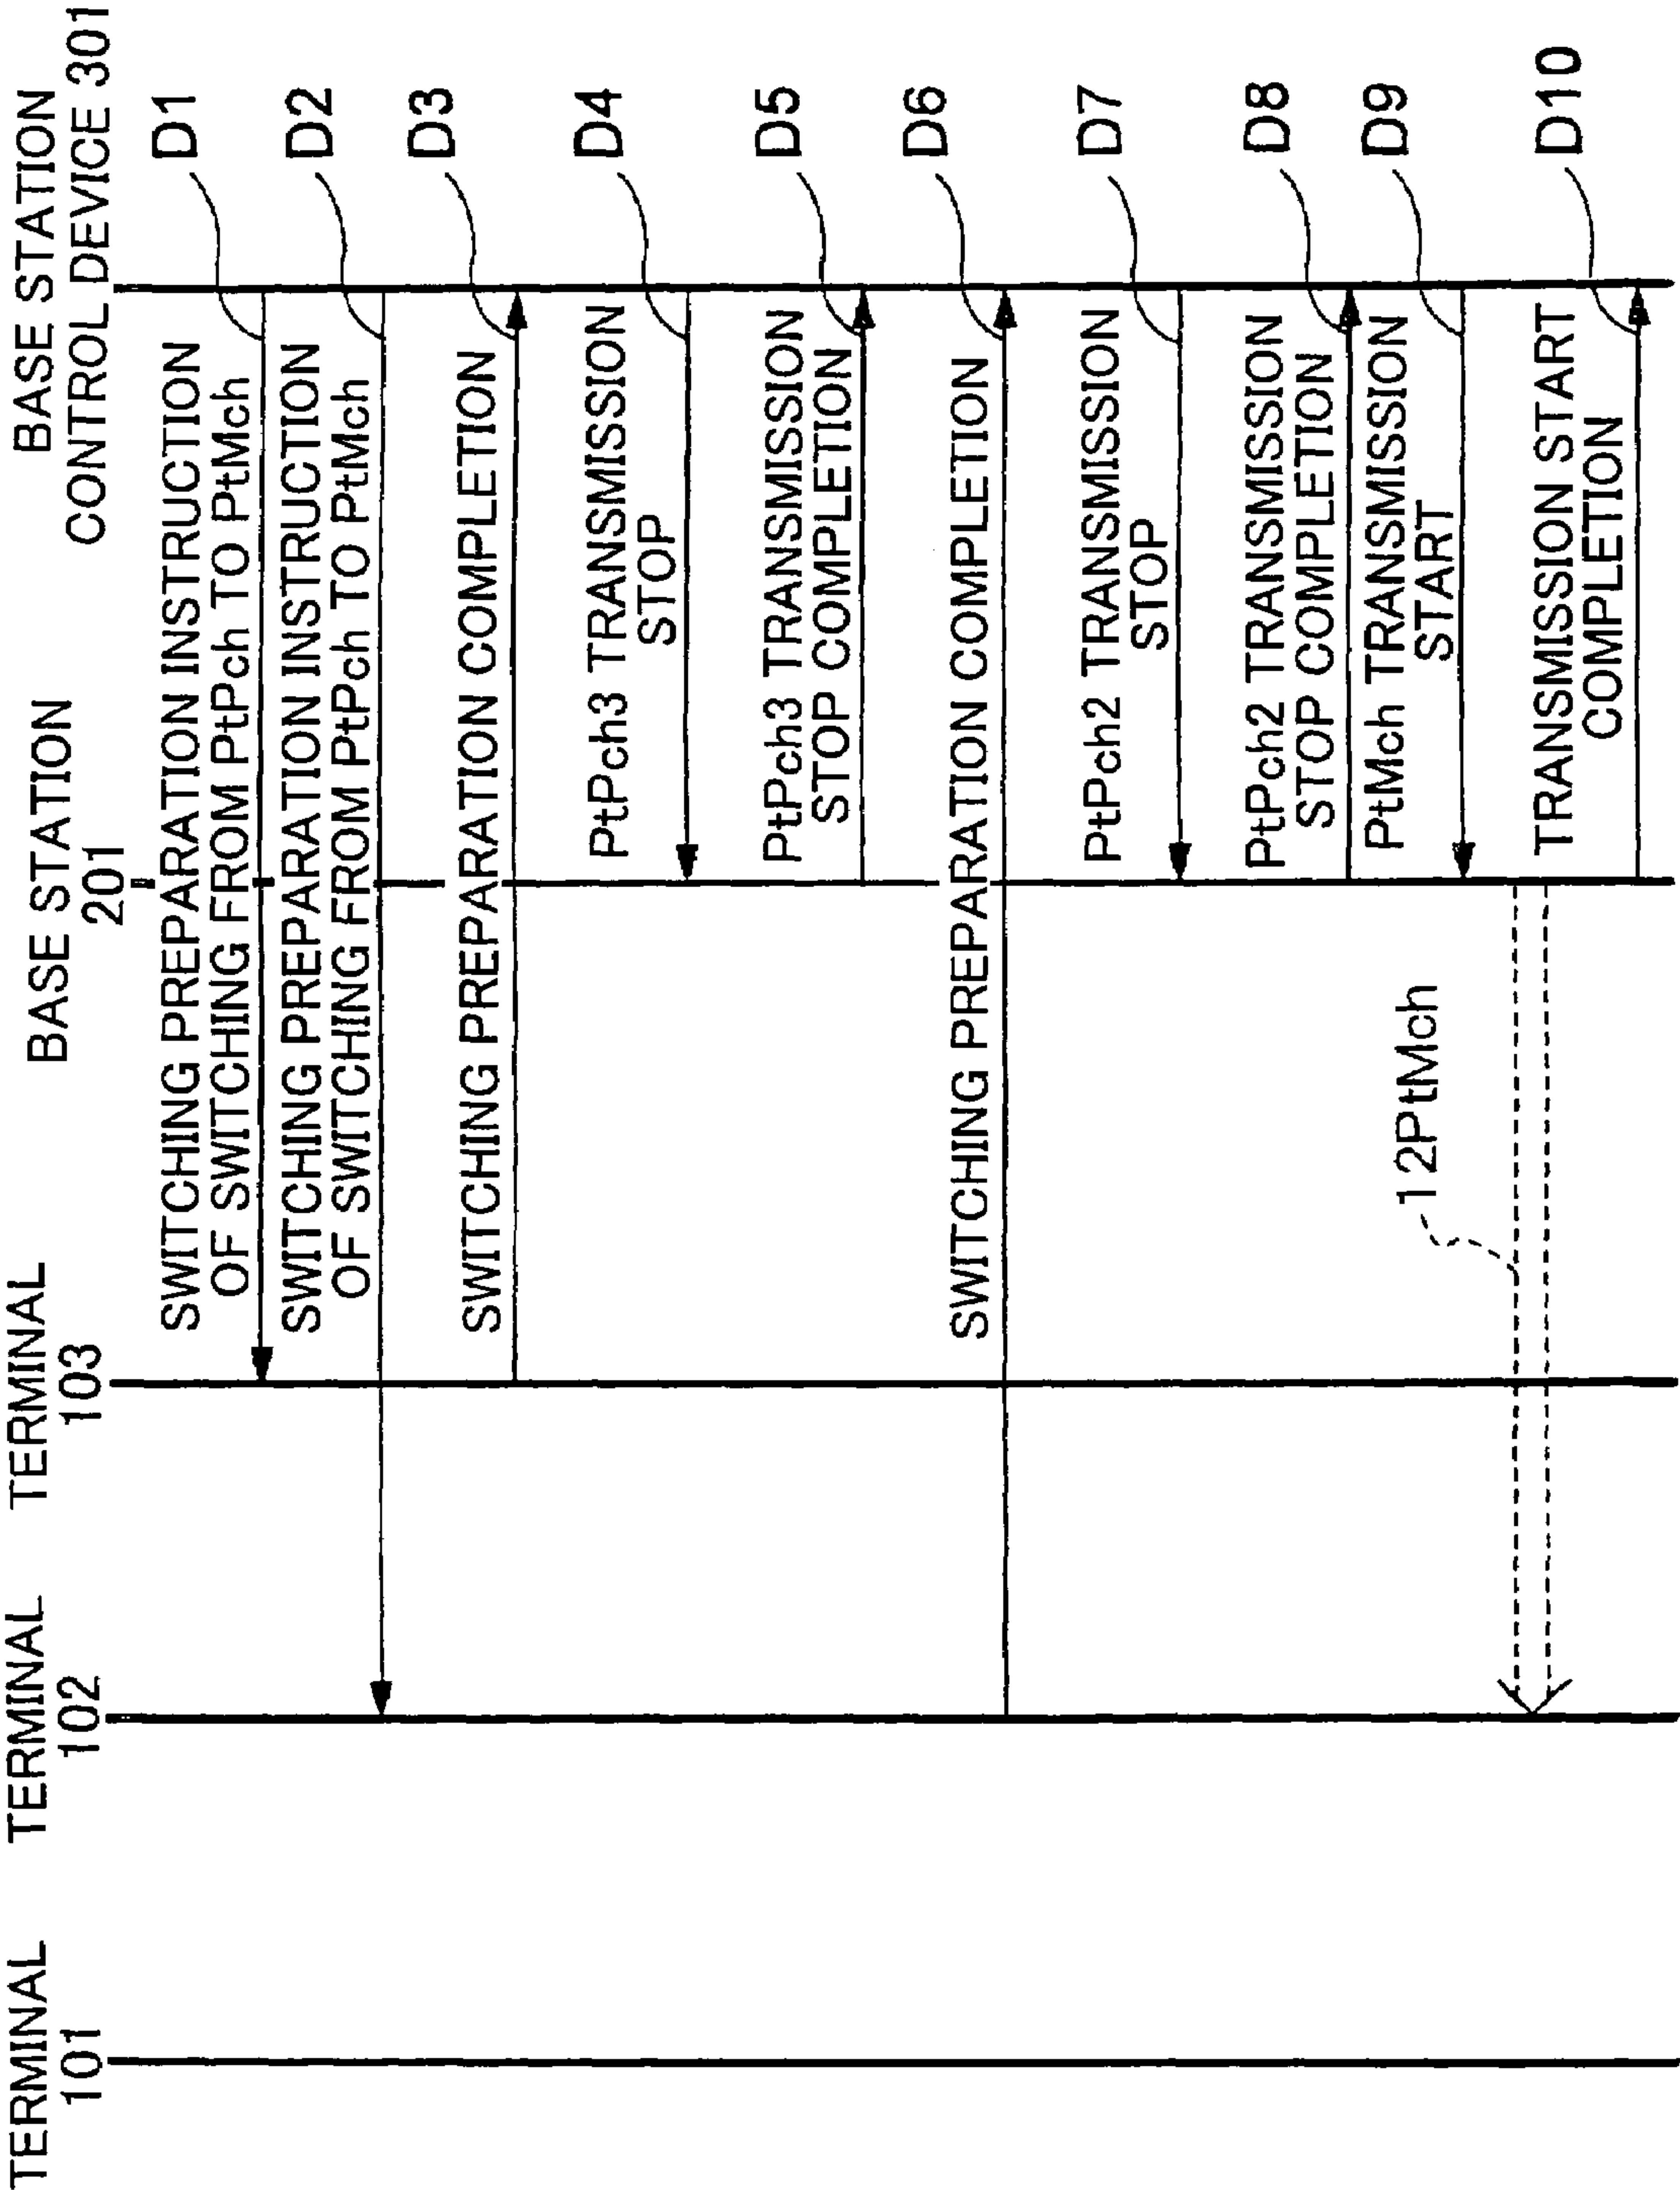 TERMINAL
101
TERMINAL
102
TERMINAL
103
BASE STATION
201
BASE STATION
CONTROL DEVICE 301
SWITCHING PREPARATION INSTRUCTION
OF SWITCHING FROM PtPch TO PtMch
D1
SWITCHING PREPARATION INSTRUCTION
OF SWITCHING FROM PtPch TO PtMch
D2
SWITCHING PREPARATION COMPLETION
D3
PtPch3 TRANSMISSION
STOP
D4
PtPch3 TRANSMISSION
STOP COMPLETION
D5
SWITCHING PREPARATION COMPLETION
D6
PtPch2 TRANSMISSION
STOP
D7
PtPch2 TRANSMISSION
STOP COMPLETION
D8
PtMch TRANSMISSION
START
D9
12PtMch
TRANSMISSION START
COMPLETION
D10